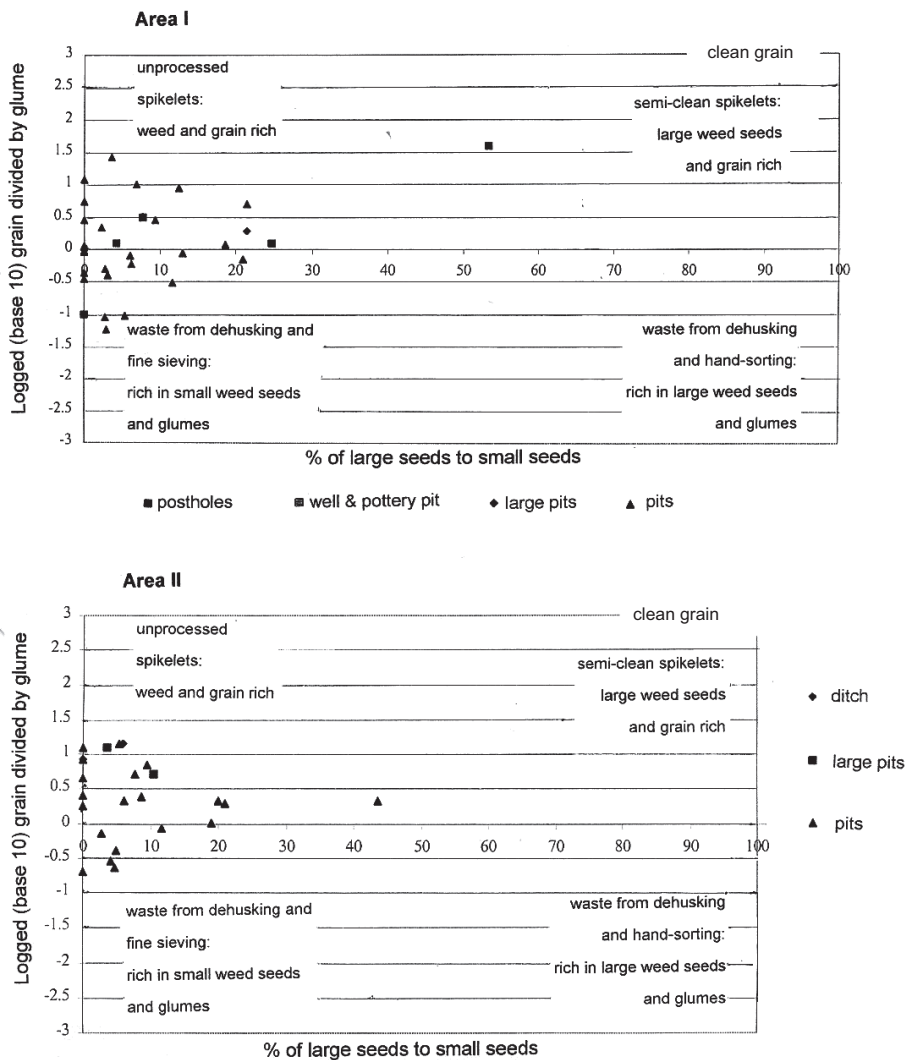 Area I
Logged (base 10) grain divided by glume
3
2.5
2
1.5
1
0.5
0
-0.5
-1
-1.5
-2
-2.5
-3
unprocessed
spikelets:
weed and grain rich
clean grain
semi-clean spikelets:
large weed seeds
and grain rich
10 20 30 40 50 60 70 80 90 100
waste from dehusking and
fine sieving:
rich in small weed seeds
and glumes
waste from dehusking
and hand-sorting:
rich in large weed seeds
and glumes
% of large seeds to small seeds
postholes well & pottery pit large pits pits
Area II
Logged (base 10) grain divided by glume
3
2.5
2
1.5
1
0.5
0
-0.5
-1
-1.5
-2
-2.5
-3
unprocessed
spikelets:
weed and grain rich
clean grain
semi-clean spikelets:
large weed seeds
and grain rich
0 10 20 30 40 50 60 70 80 90 100
waste from dehusking and
fine sieving:
rich in small weed seeds
and glumes
waste from dehusking
and hand-sorting:
rich in large weed seeds
and glumes
% of large seeds to small seeds
ditch
large pits
pits